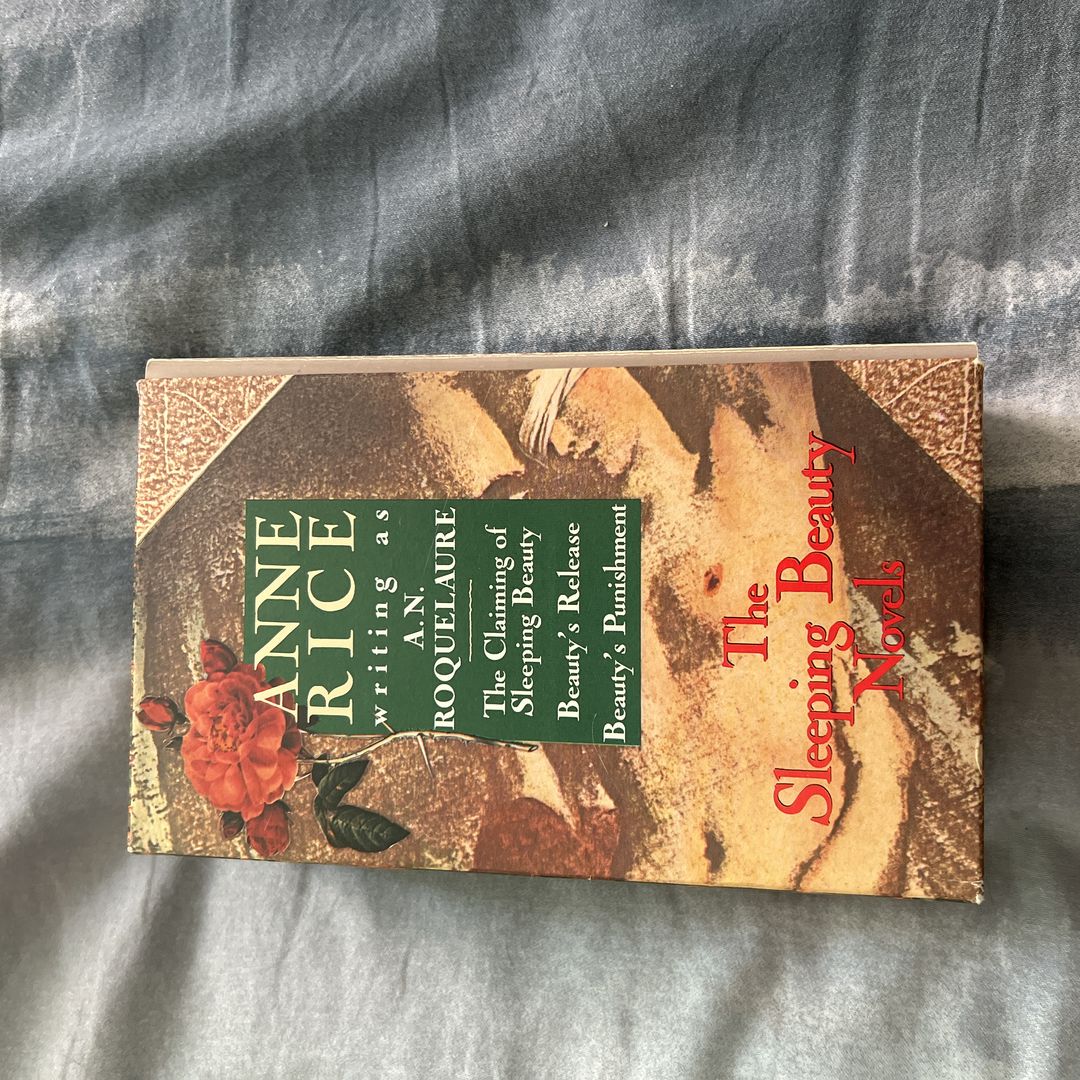 ANNE
RICE
writing as
A.N.
ROQUELAURE
The Claiming of
Sleeping Beauty
Beauty's Release
Beauty's Punishment
The
Sleeping Beauty
Novels